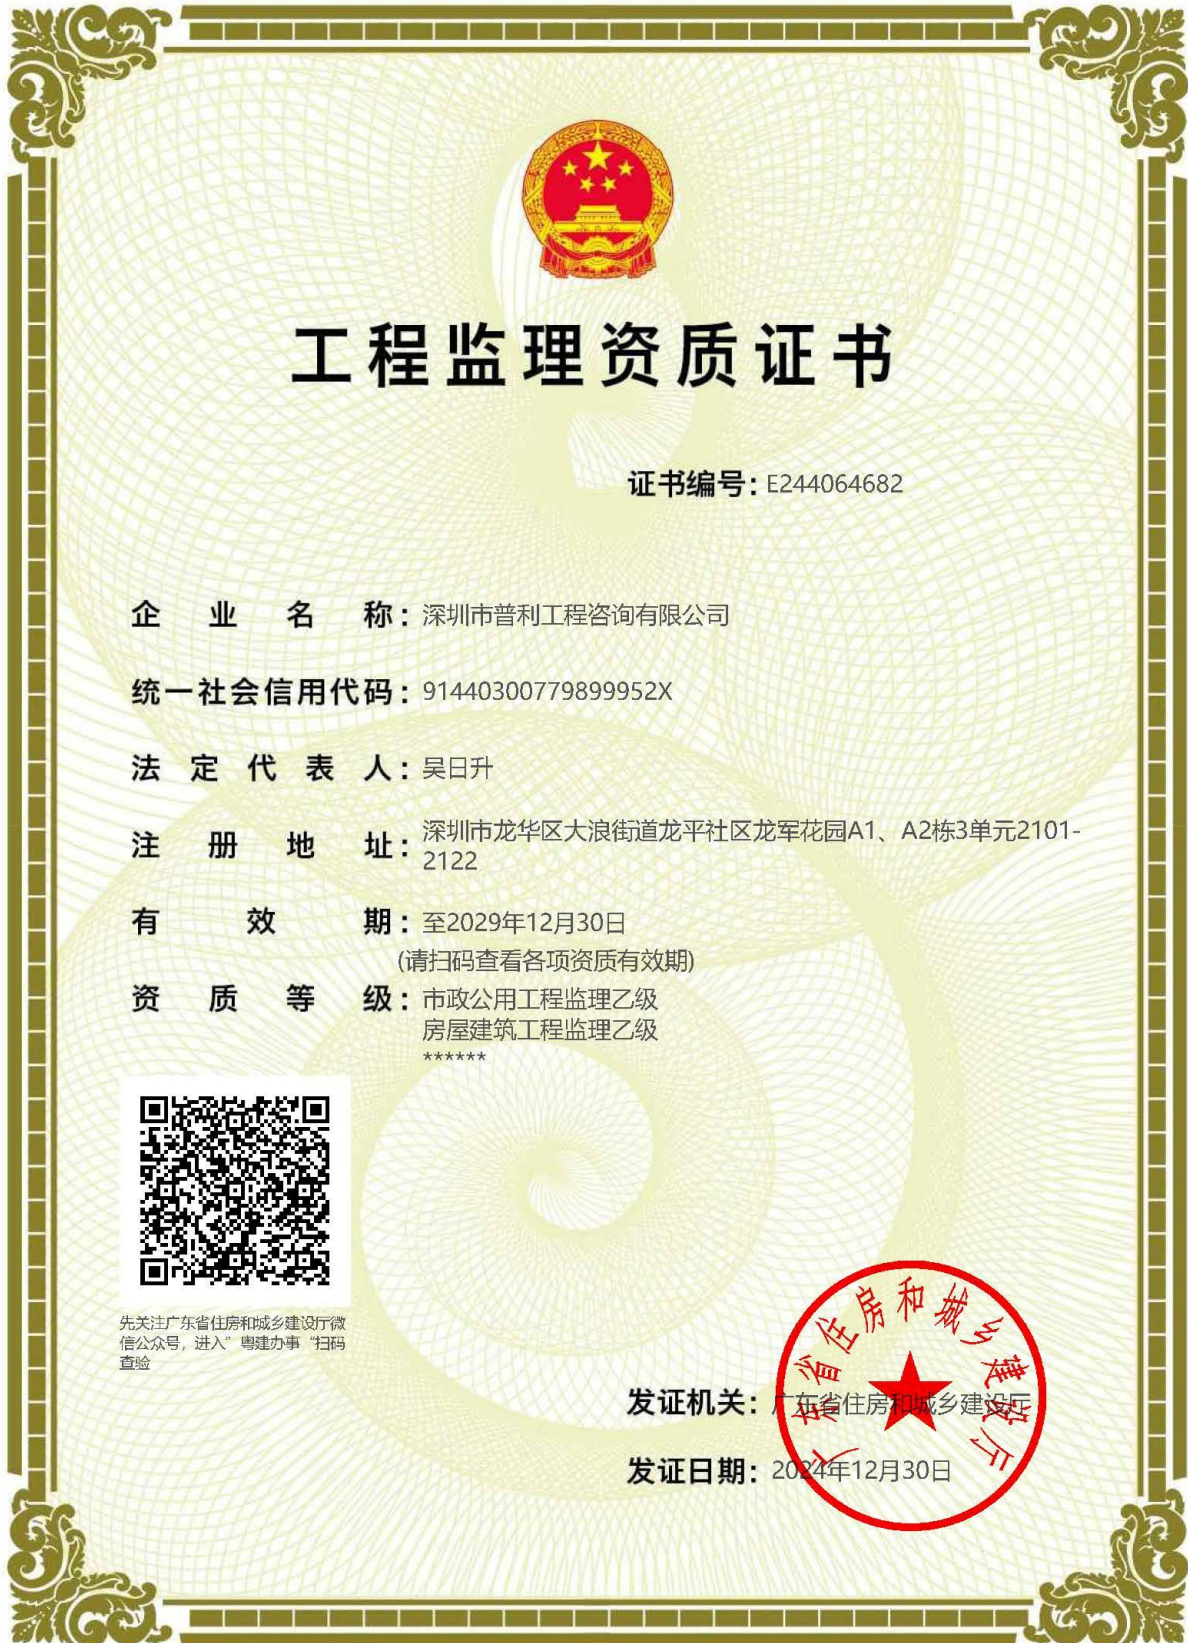 工程监理资质证书
证书编号：E244064682
企业名称：深圳市普利工程咨询有限公司
统一社会信用代码：91440300779899952X
法定代表人：吴日升
注册地址：深圳市龙华区大浪街道龙平社区龙军花园A1、A2栋3单元2101-
2122
有效期：至2029年12月30日
(请扫码查看各项资质有效期)
资质等级：市政公用工程监理乙级
房屋建筑工程监理乙级
******
先关注广东省住房和城乡建设厅微
信公众号，进入”粤建办事“扫码
查验
广东省住房和城乡建设厅
发证机关：广东省住房和城乡建设厅
发证日期：2024年12月30日